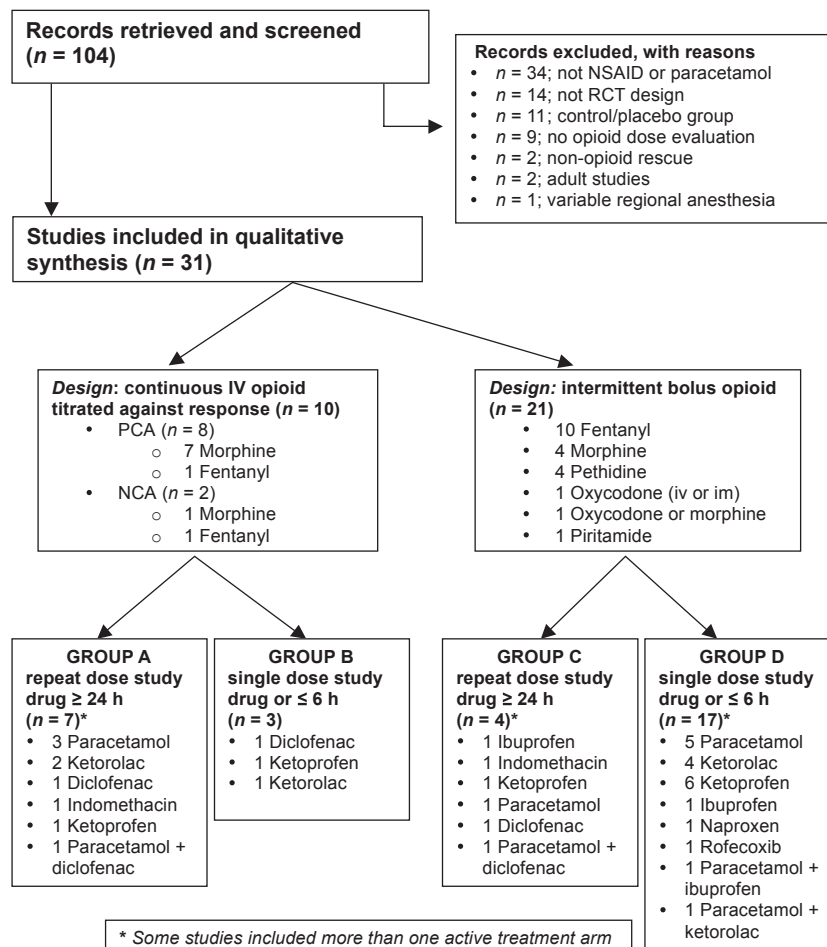 Records retrieved and screened
(n = 104)
Records excluded, with reasons
• n = 34; not NSAID or paracetamol
• n = 14; not RCT design
• n = 11; control/placebo group
• n = 9; no opioid dose evaluation
• n = 2; non-opioid rescue
• n = 2; adult studies
• n = 1; variable regional anesthesia
Studies included in qualitative
synthesis (n = 31)
Design: continuous IV opioid
titrated against response (n = 10)
• PCA (n = 8)
○ 7 Morphine
○ 1 Fentanyl
• NCA (n = 2)
○ 1 Morphine
○ 1 Fentanyl
Design: intermittent bolus opioid
(n = 21)
• 10 Fentanyl
• 4 Morphine
• 4 Pethidine
• 1 Oxycodone (iv or im)
• 1 Oxycodone or morphine
• 1 Piritamide
GROUP A
repeat dose study
drug ≥ 24 h
(n = 7)*
• 3 Paracetamol
• 2 Ketorolac
• 1 Diclofenac
• 1 Indomethacin
• 1 Ketoprofen
• 1 Paracetamol +
diclofenac
GROUP B
single dose study
drug or ≤ 6 h
(n = 3)
• 1 Diclofenac
• 1 Ketoprofen
• 1 Ketorolac
GROUP C
repeat dose study
drug ≥ 24 h
(n = 4)*
• 1 Ibuprofen
• 1 Indomethacin
• 1 Ketoprofen
• 1 Paracetamol
• 1 Diclofenac
• 1 Paracetamol +
diclofenac
GROUP D
single dose study
drug or ≤ 6 h
(n = 17)*
• 5 Paracetamol
• 4 Ketorolac
• 6 Ketoprofen
• 1 Ibuprofen
• 1 Naproxen
• 1 Rofecoxib
• 1 Paracetamol +
ibuprofen
• 1 Paracetamol +
ketorolac
* Some studies included more than one active treatment arm